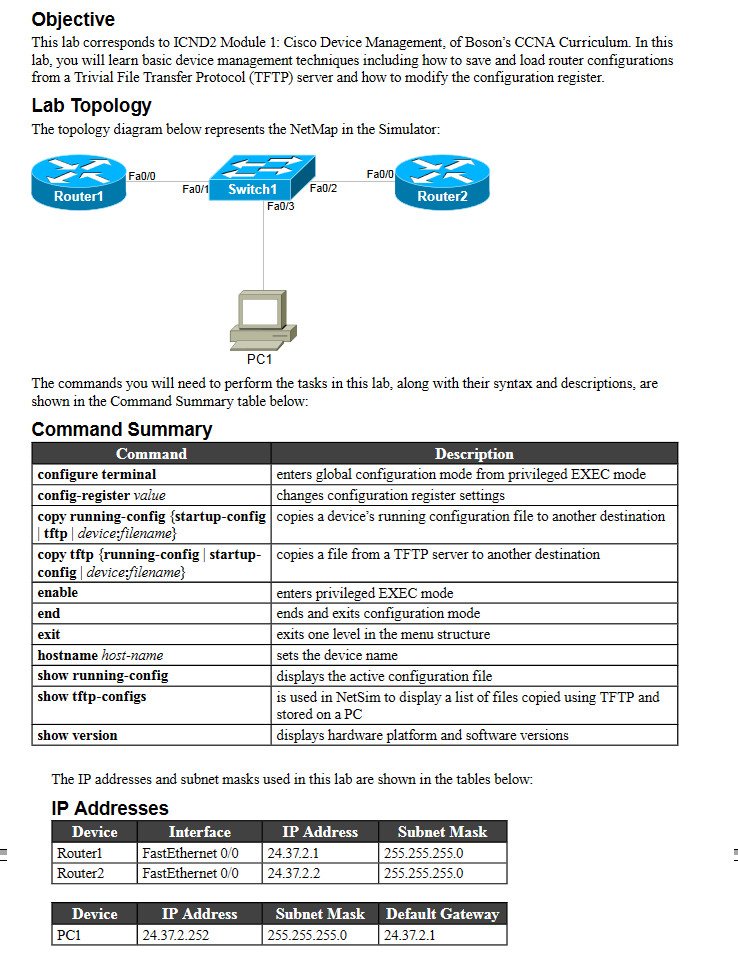 Objective
This lab corresponds to ICND2 Module 1: Cisco Device Management, of Boson’s CCNA Curriculum. In this
lab, you will learn basic device management techniques including how to save and load router configurations
from a Trivial File Transfer Protocol (TFTP) server and how to modify the configuration register.
Lab Topology
The topology diagram below represents the NetMap in the Simulator:
Router1
Fa0/0
Fa0/1
Switch1
Fa0/2
Fa0/3
Fa0/0
Router2
PC1
The commands you will need to perform the tasks in this lab, along with their syntax and descriptions, are
shown in the Command Summary table below:
Command Summary
Command Description
configure terminal enters global configuration mode from privileged EXEC mode
config-register value changes configuration register settings
copy running-config {startup-config copies a device’s running configuration file to another destination
| tftp | device:filename}
copy tftp {running-config | startup- copies a file from a TFTP server to another destination
config | device:filename}
enable enters privileged EXEC mode
end ends and exits configuration mode
exit exits one level in the menu structure
hostname host-name sets the device name
show running-config displays the active configuration file
show tftp-configs is used in NetSim to display a list of files copied using TFTP and
stored on a PC
show version displays hardware platform and software versions
The IP addresses and subnet masks used in this lab are shown in the tables below:
IP Addresses
Device Interface IP Address Subnet Mask
Router1 FastEthernet 0/0 24.37.2.1 255.255.255.0
Router2 FastEthernet 0/0 24.37.2.2 255.255.255.0
Device IP Address Subnet Mask Default Gateway
PC1 24.37.2.252 255.255.255.0 24.37.2.1